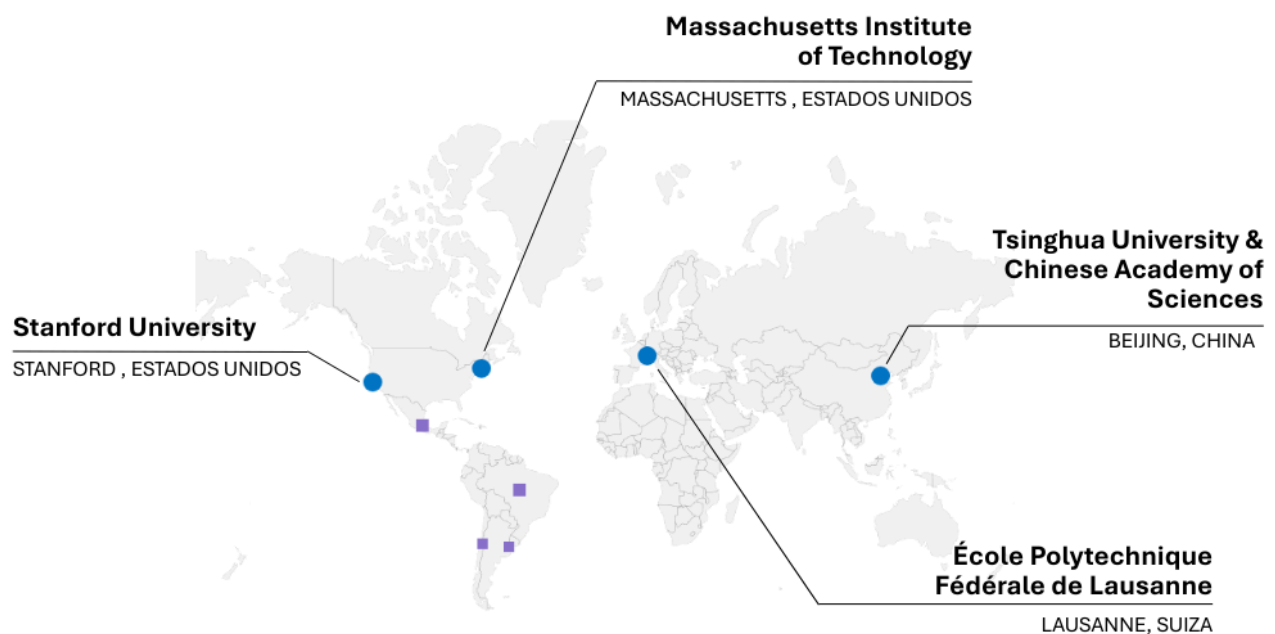 Massachusetts Institute
of Technology
MASSACHUSETTS , ESTADOS UNIDOS
Tsinghua University &
Chinese Academy of
Sciences
BEIJING, CHINA
Stanford University
STANFORD , ESTADOS UNIDOS
École Polytechnique
Fédérale de Lausanne
LAUSANNE, SUIZA